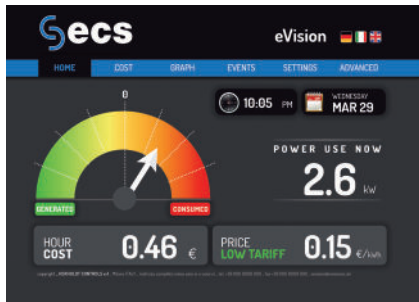 Secs
eVision
HOME COST GRAPH EVENTS SETTINGS ADVANCED
0
10:05 PM
WEDNESDAY
MAR 29
POWER USE NOW
2.6 kW
GENERATED
CONSUMED
HOUR
COST
0.46 €
PRICE
LOW TARIFF
0.15 €/kWh